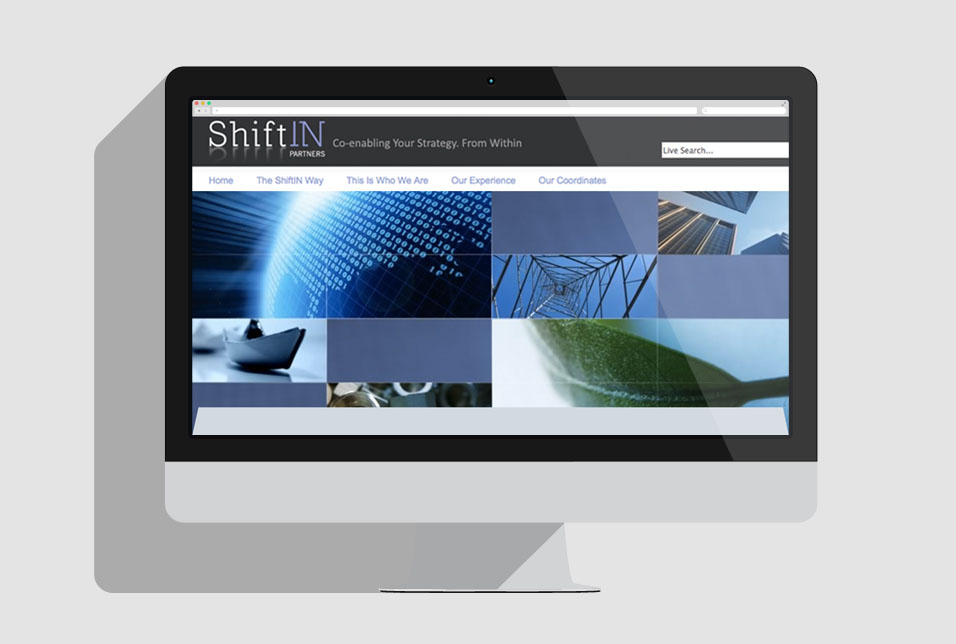 ShiftIN
PARTNERS
Co-enabling Your Strategy. From Within
Live Search...
Home The ShiftIN Way This Is Who We Are Our Experience Our Coordinates